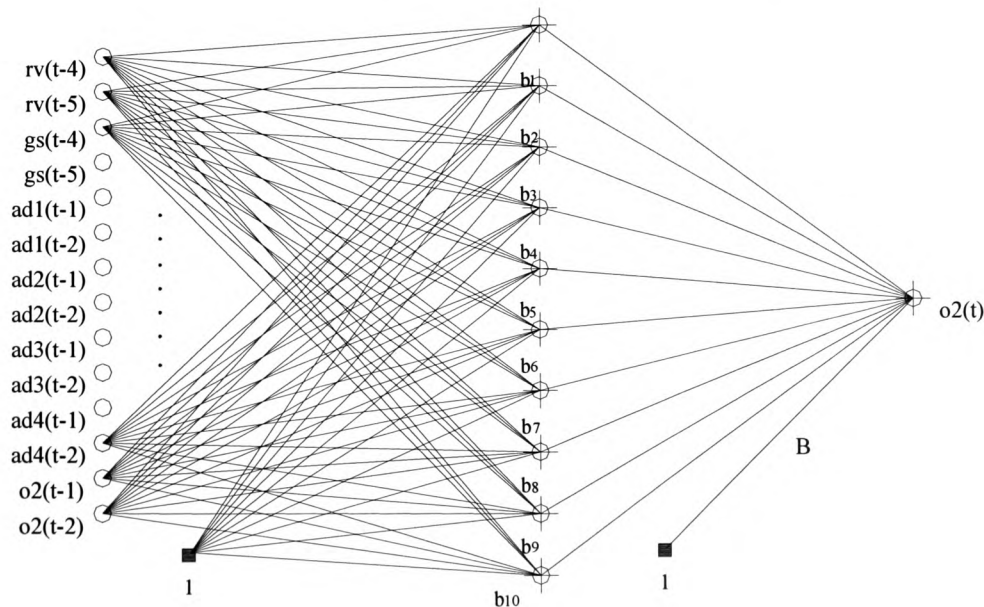 rv(t-4)
rv(t-5)
gs(t-4)
gs(t-5)
ad1(t-1)
ad1(t-2)
ad2(t-1)
ad2(t-2)
ad3(t-1)
ad3(t-2)
ad4(t-1)
ad4(t-2)
o2(t-1)
o2(t-2)
1
b1
b2
b3
b4
b5
b6
b7
b8
b9
b10
B
1
o2(t)